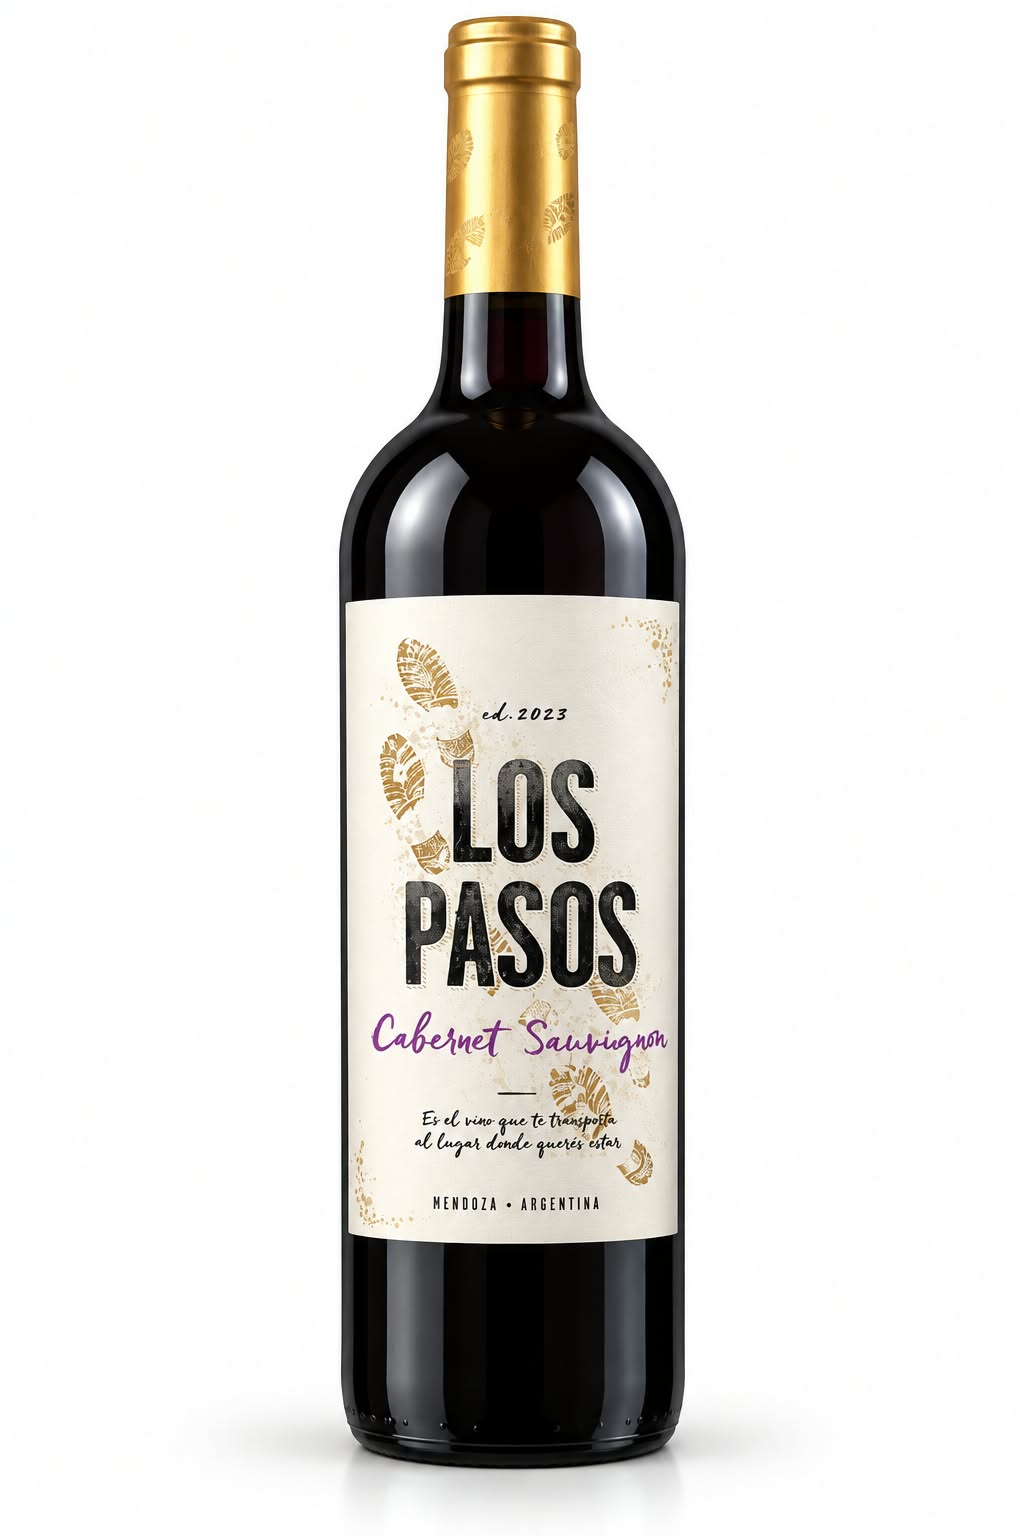 ed. 2023
LOS
PASOS
Cabernet Sauvignon
Es el vino que te transporta
al lugar donde querés estar
MENDOZA • ARGENTINA